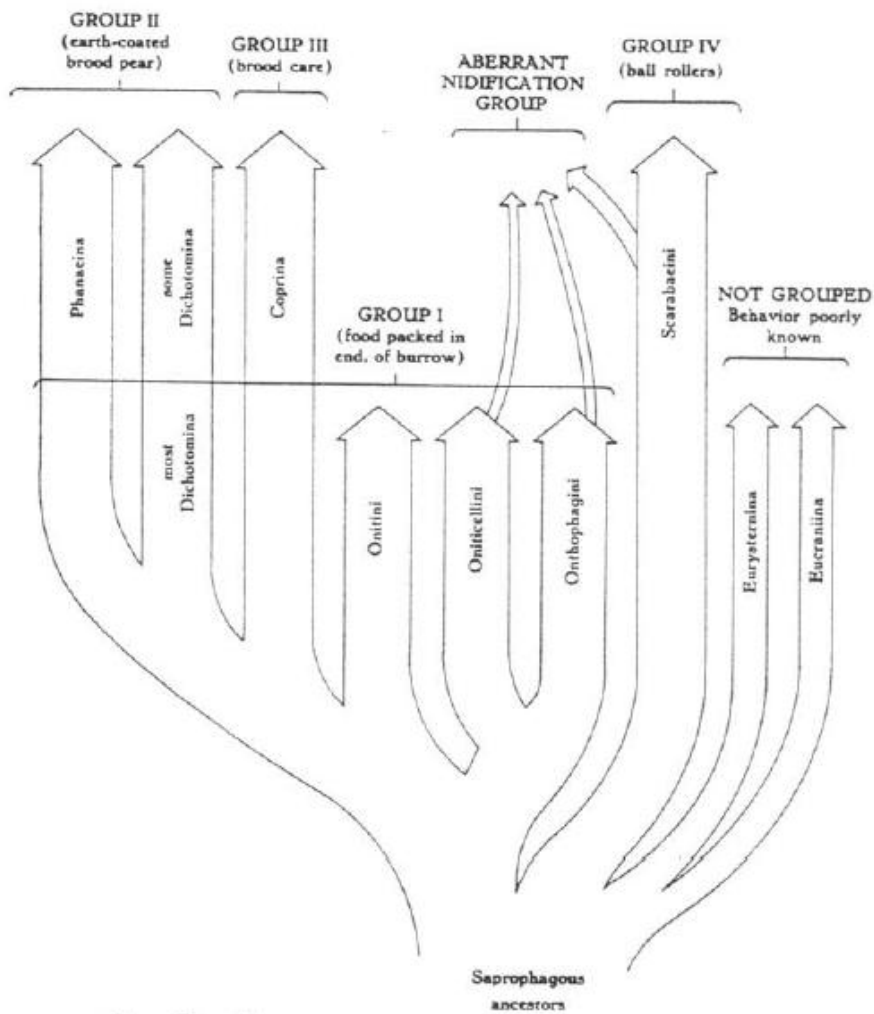 GROUP II
(earth-coated
brood pear)
GROUP III
(brood care)
ABERRANT
NIDIFICATION
GROUP
GROUP IV
(ball rollers)
Phanacina
some
Dichotomina
Coprina
Scarabaeini
GROUP I
(food packed in
end. of burrow)
NOT GROUPED
Behavior poorly
known
most
Dichotomina
Onitini
Oniticellini
Onthophagini
Eurysternina
Eucraniina
Saprophagous
ancestors